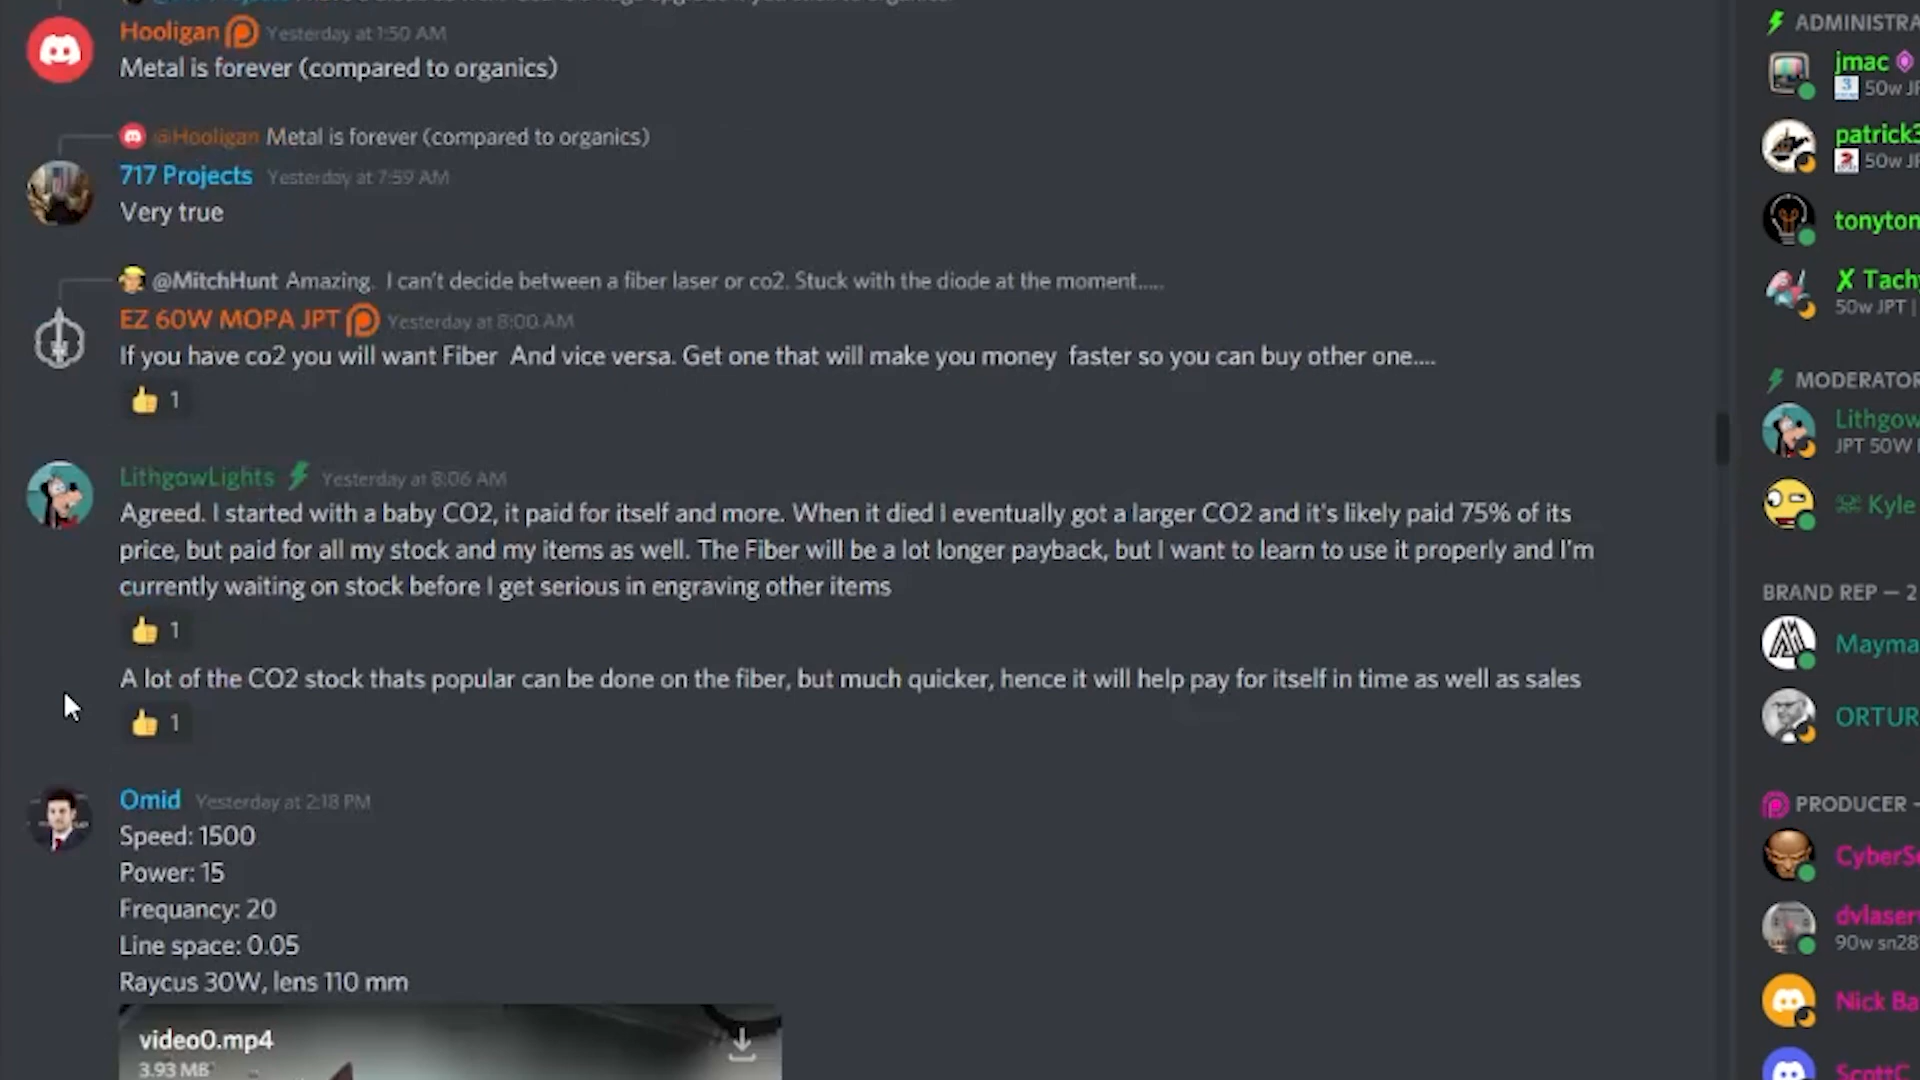 Hooligan Yesterday at 1:50 AM
Metal is forever (compared to organics)
@Hooligan Metal is forever (compared to organics)
717 Projects Yesterday at 7:59 AM
Very true
@MitchHunt Amazing. I can't decide between a fiber laser or co2. Stuck with the diode at the moment.....
EZ 60W MOPA JPT Yesterday at 8:00 AM
If you have co2 you will want Fiber And vice versa. Get one that will make you money faster so you can buy other one....
👍 1
LithgowLights Yesterday at 8:06 AM
Agreed. I started with a baby CO2, it paid for itself and more. When it died I eventually got a larger CO2 and it's likely paid 75% of its
price, but paid for all my stock and my items as well. The Fiber will be a lot longer payback, but I want to learn to use it properly and I'm
currently waiting on stock before I get serious in engraving other items
👍 1
A lot of the CO2 stock thats popular can be done on the fiber, but much quicker, hence it will help pay for itself in time as well as sales
👍 1
Omid Yesterday at 2:18 PM
Speed: 1500
Power: 15
Frequancy: 20
Line space: 0.05
Raycus 30W, lens 110 mm
video0.mp4
3.93 MB
ADMINISTRA
jmac
50w JP
patrick3
50w JP
tonyton
X Tachy
50w JPT |
MODERATOR
Lithgow
JPT 50W
Kyle
BRAND REP — 2
Mayma
ORTUR
PRODUCER -
CyberSe
dvlaser
90w sn28
Nick Ba
ScottC